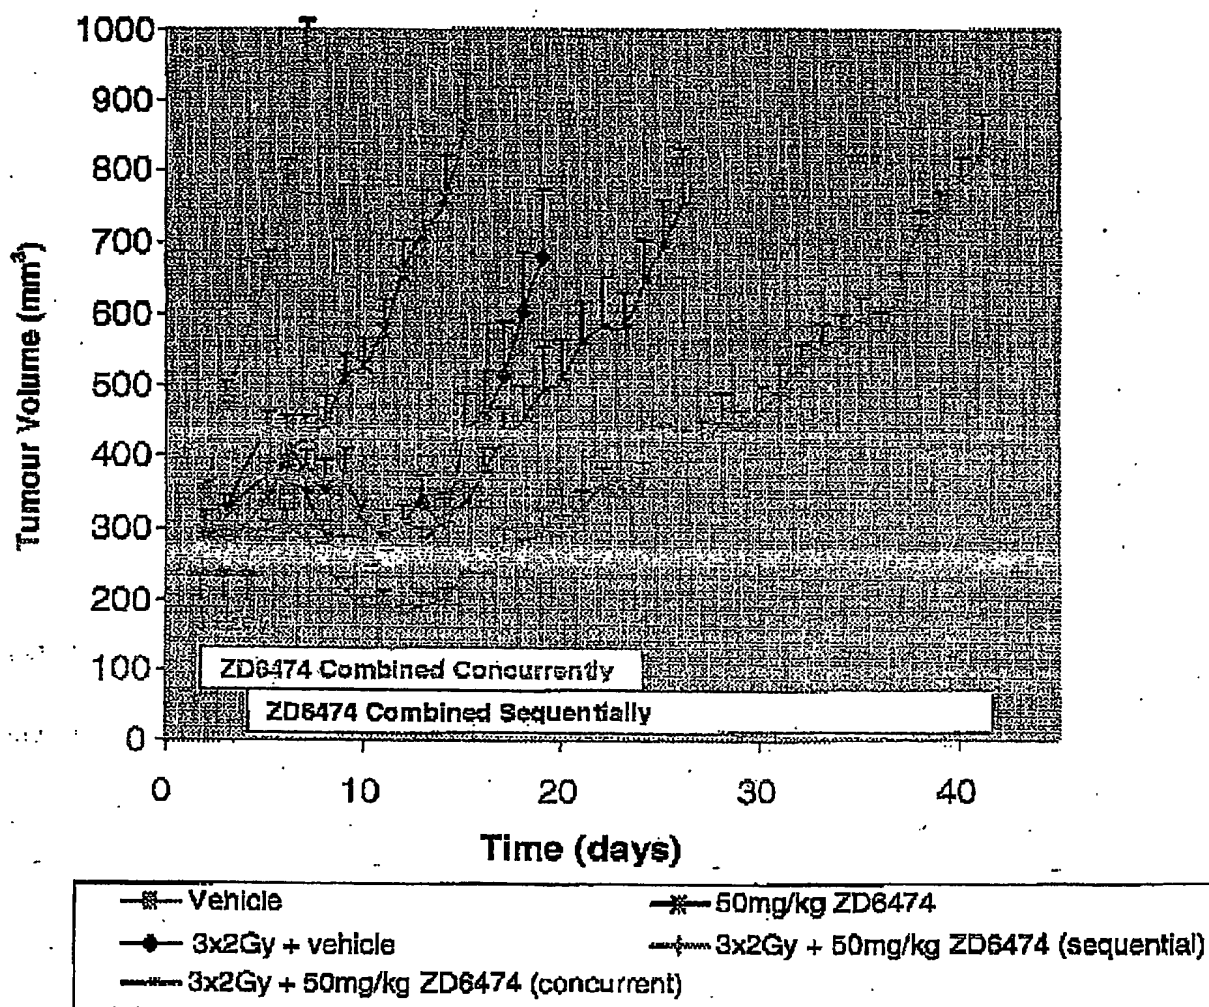 1000
900
800
700
600
500
400
300
200
100
0
Tumour Volume (mm³)
ZD6474 Combined Concurrently
ZD6474 Combined Sequentially
0 10 20 30 40
Time (days)
Vehicle
50mg/kg ZD6474
3x2Gy + vehicle
3x2Gy + 50mg/kg ZD6474 (sequential)
3x2Gy + 50mg/kg ZD6474 (concurrent)